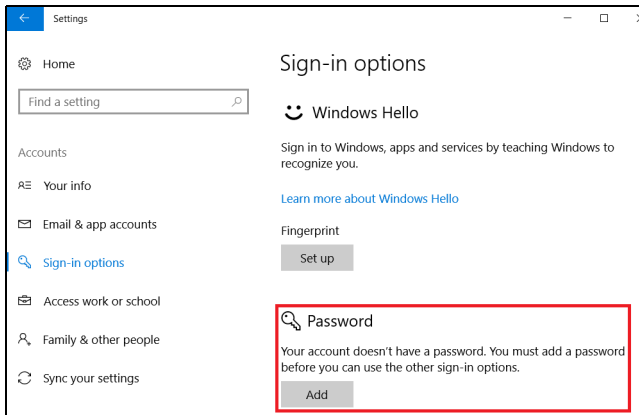 Settings
Home
Find a setting
Accounts
Your info
Email & app accounts
Sign-in options
Access work or school
Family & other people
Sync your settings
Sign-in options
Windows Hello
Sign in to Windows, apps and services by teaching Windows to
recognize you.
Learn more about Windows Hello
Fingerprint
Set up
Password
Your account doesn't have a password. You must add a password
before you can use the other sign-in options.
Add